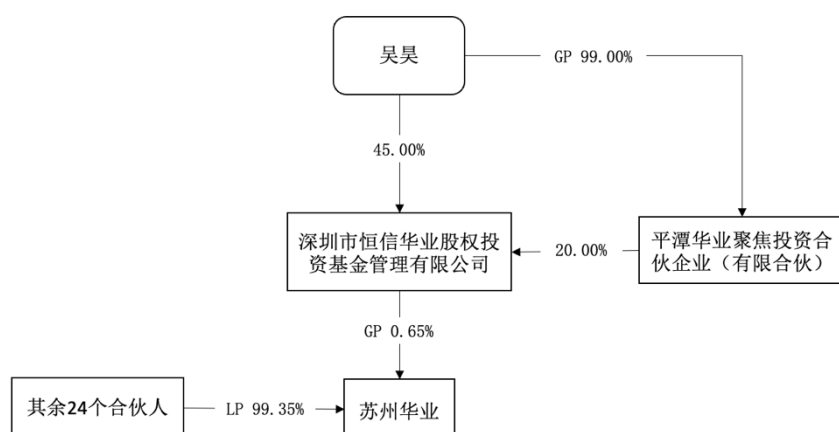 吴昊
GP 99.00%
45.00%
深圳市恒信华业股权投
资基金管理有限公司
20.00%
平潭华业聚焦投资合
伙企业（有限合伙）
GP 0.65%
其余24个合伙人
LP 99.35%
苏州华业